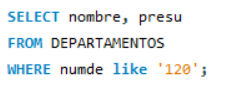 SELECT nombre, presu
FROM DEPARTAMENTOS
WHERE numde like '120';